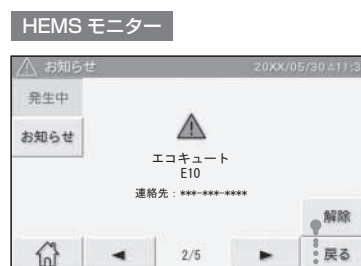 HEMS モニター
お知らせ 20XX/05/30 11:3
発生中
お知らせ
エコキュート
E10
連絡先：***-***-****
解除
2/5
戻る